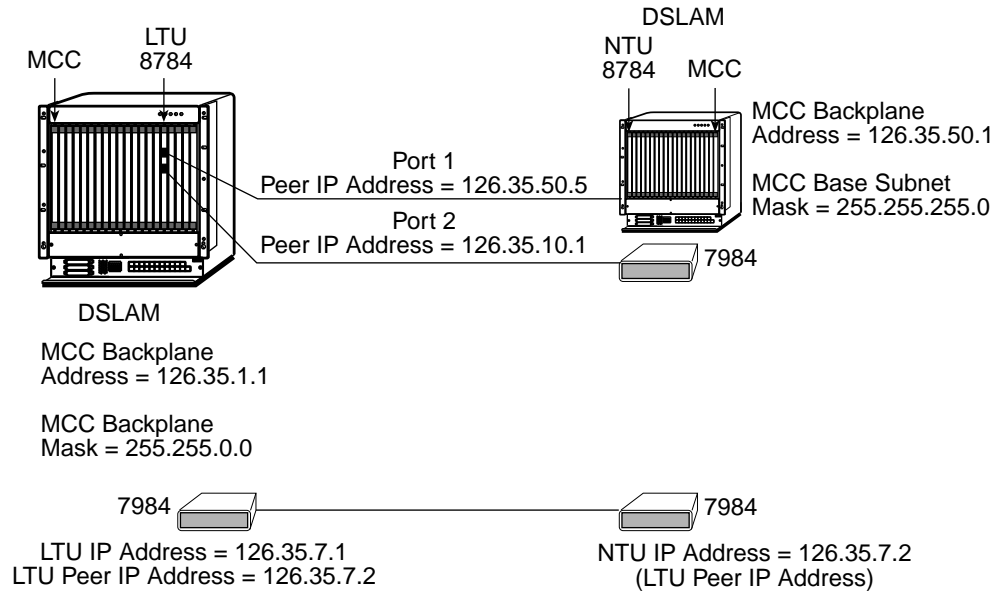 DSLAM
LTU
8784
MCC
NTU
8784
MCC
MCC Backplane
Address = 126.35.50.1
MCC Base Subnet
Mask = 255.255.255.0
Port 1
Peer IP Address = 126.35.50.5
Port 2
Peer IP Address = 126.35.10.1
7984
DSLAM
MCC Backplane
Address = 126.35.1.1
MCC Backplane
Mask = 255.255.0.0
7984
7984
LTU IP Address = 126.35.7.1
LTU Peer IP Address = 126.35.7.2
NTU IP Address = 126.35.7.2
(LTU Peer IP Address)